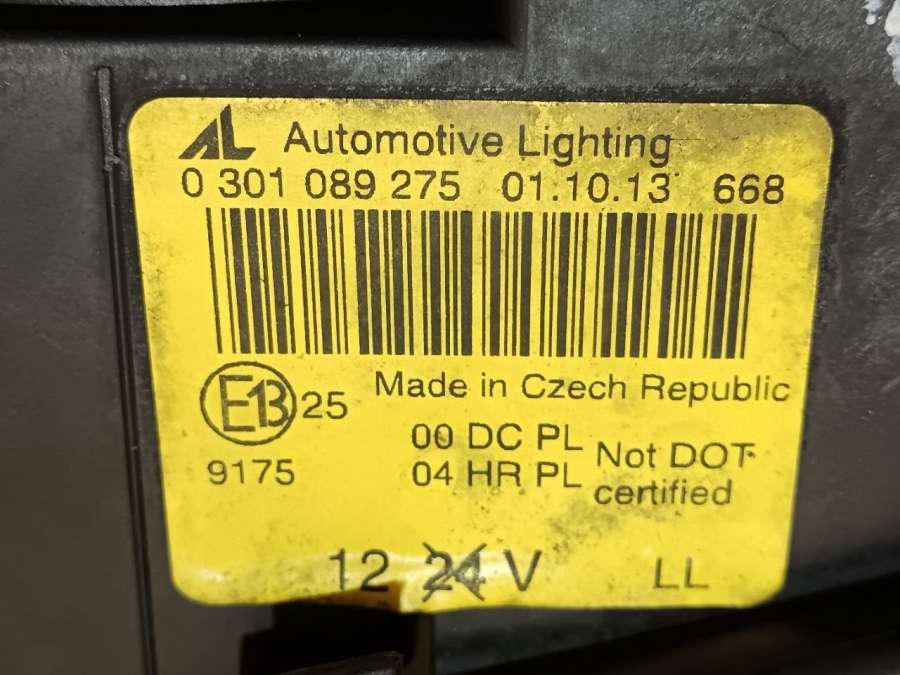 AL Automotive Lighting
0 301 089 275 01.10.13 668
Made in Czech Republic
E13 25
00 DC PL
9175
04 HR PL
Not DOT
certified
12 24 V LL